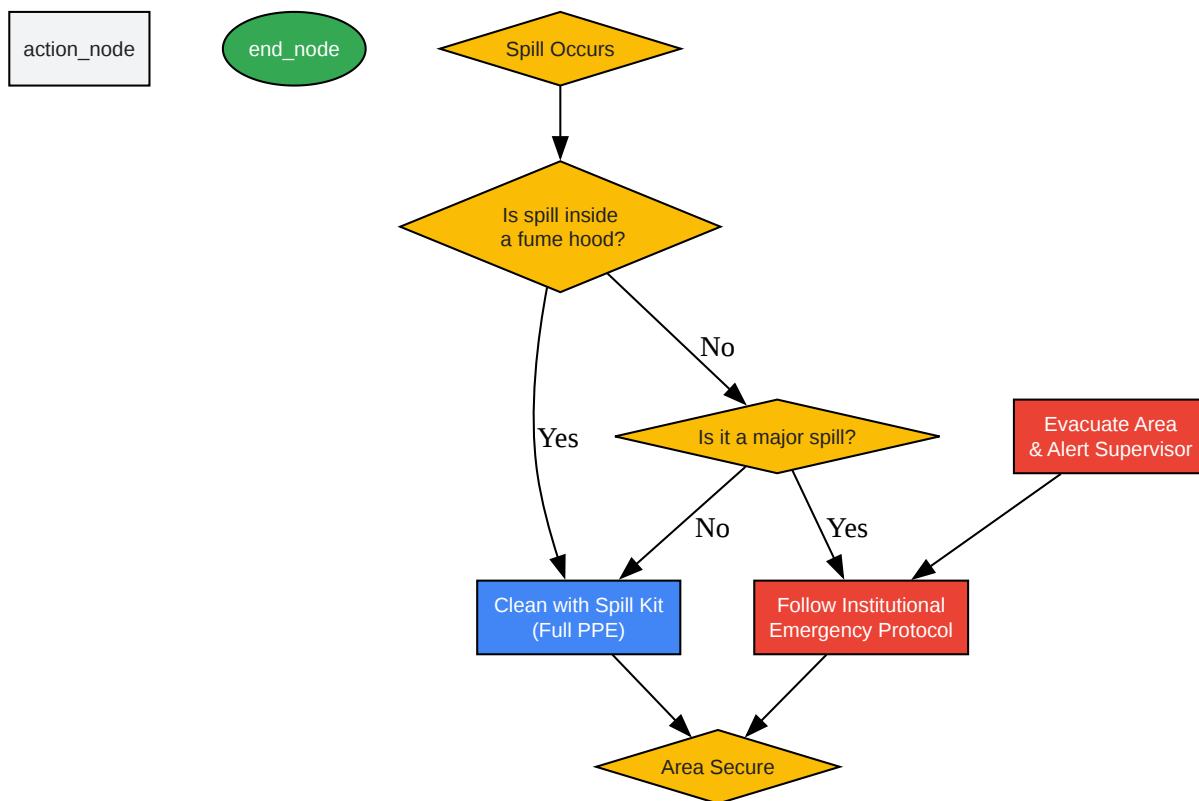 action_node
end_node
Spill Occurs
Is spill inside
a fume hood?
No
Yes
Is it a major spill?
Evacuate Area
& Alert Supervisor
No
Yes
Clean with Spill Kit
(Full PPE)
Follow Institutional
Emergency Protocol
Area Secure